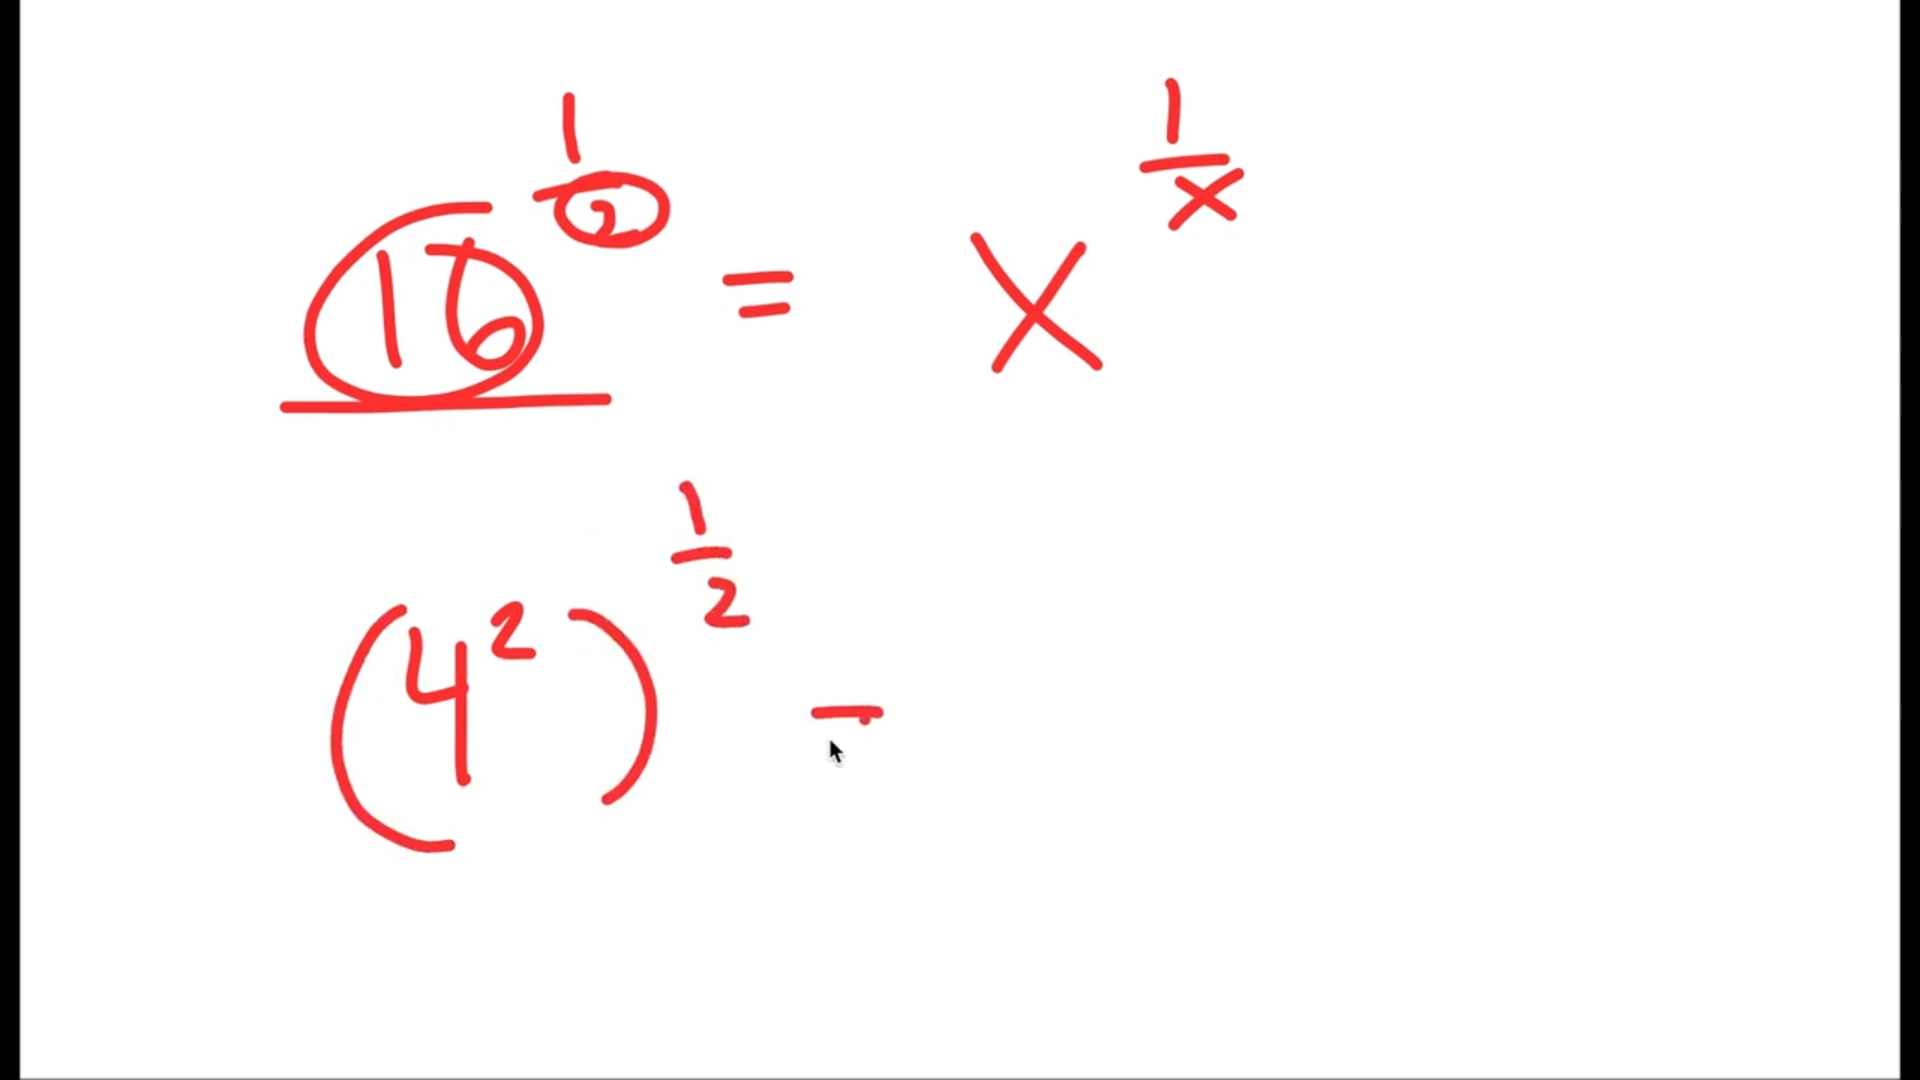 16^{1/2} = x^{1/x}
(4^2)^{1/2} -